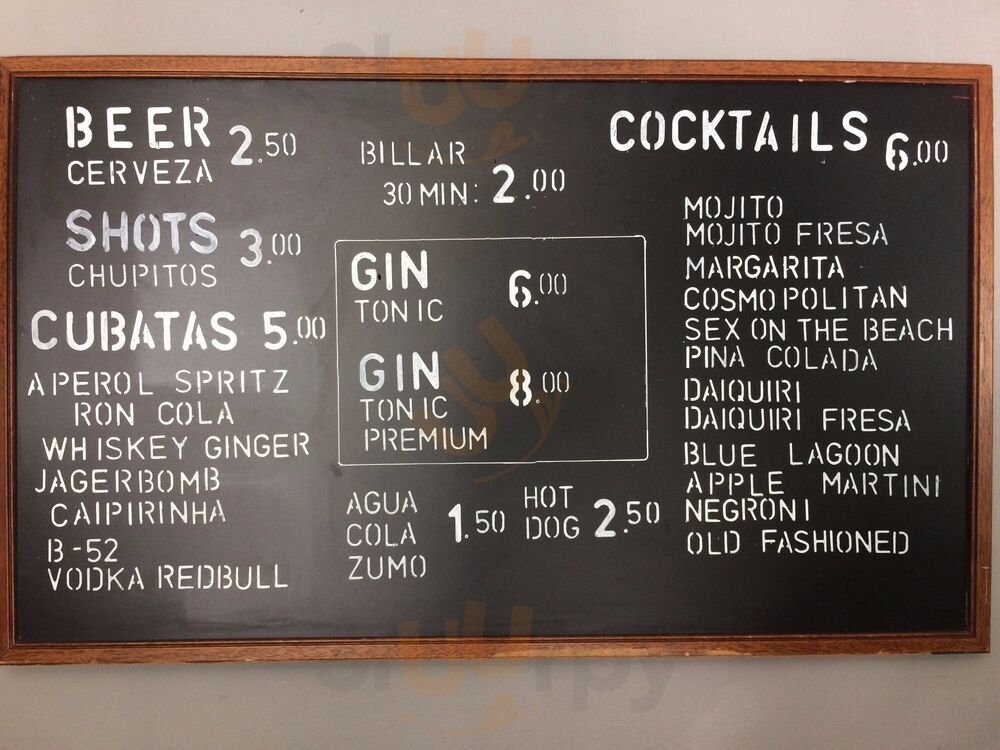 BEER 2.50
CERVEZA
SHOTS 3.00
CHUPITOS
CUBATAS 5.00
APEROL SPRITZ
RON COLA
WHISKEY GINGER
JAGERBOMB
CAIPIRINHA
B-52
VODKA REDBULL
BILLAR
30 MIN: 2.00
GIN 6.00
TONIC
GIN 8.00
TONIC
PREMIUM
AGUA
COLA 1.50
ZUMO
HOT
DOG 2.50
COCKTAILS 6.00
MOJITO
MOJITO FRESA
MARGARITA
COSMOPOLITAN
SEX ON THE BEACH
PINA COLADA
DAIQUIRI
DAIQUIRI FRESA
BLUE LAGOON
APPLE MARTINI
NEGRONI
OLD FASHIONED